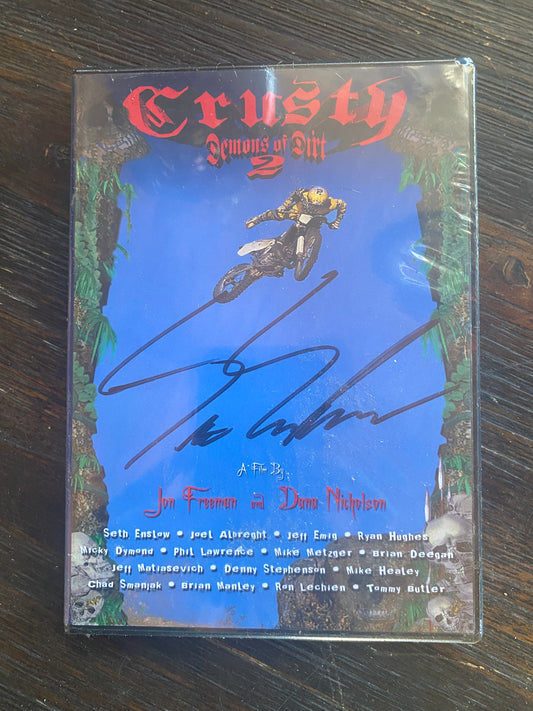 Crusty
Demons of Dirt
2
A Film By
Jon Freeman and Dana Nicholson
Seth Enslow • Joel Albreght • Jeff Emig • Ryan Hughes
Micky Dymond • Phil Lawrence • Mike Metzger • Brian Deegan
Jeff Matiasevich • Denny Stephenson • Mike Healey
Chad Smanjak • Brian Manley • Ron Lechien • Tommy Butler